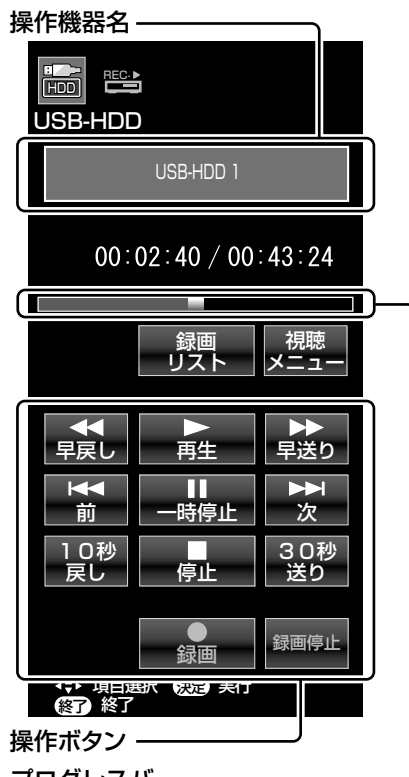 操作機器名
HDD REC
USB-HDD
USB-HDD 1
00:02:40 / 00:43:24
録画リスト
視聴メニュー
早戻し 再生 早送り
前 一時停止 次
10秒戻し 停止 30秒送り
録画 録画停止
項目選択 決定 実行
終了 終了
操作ボタン
プログレスバ